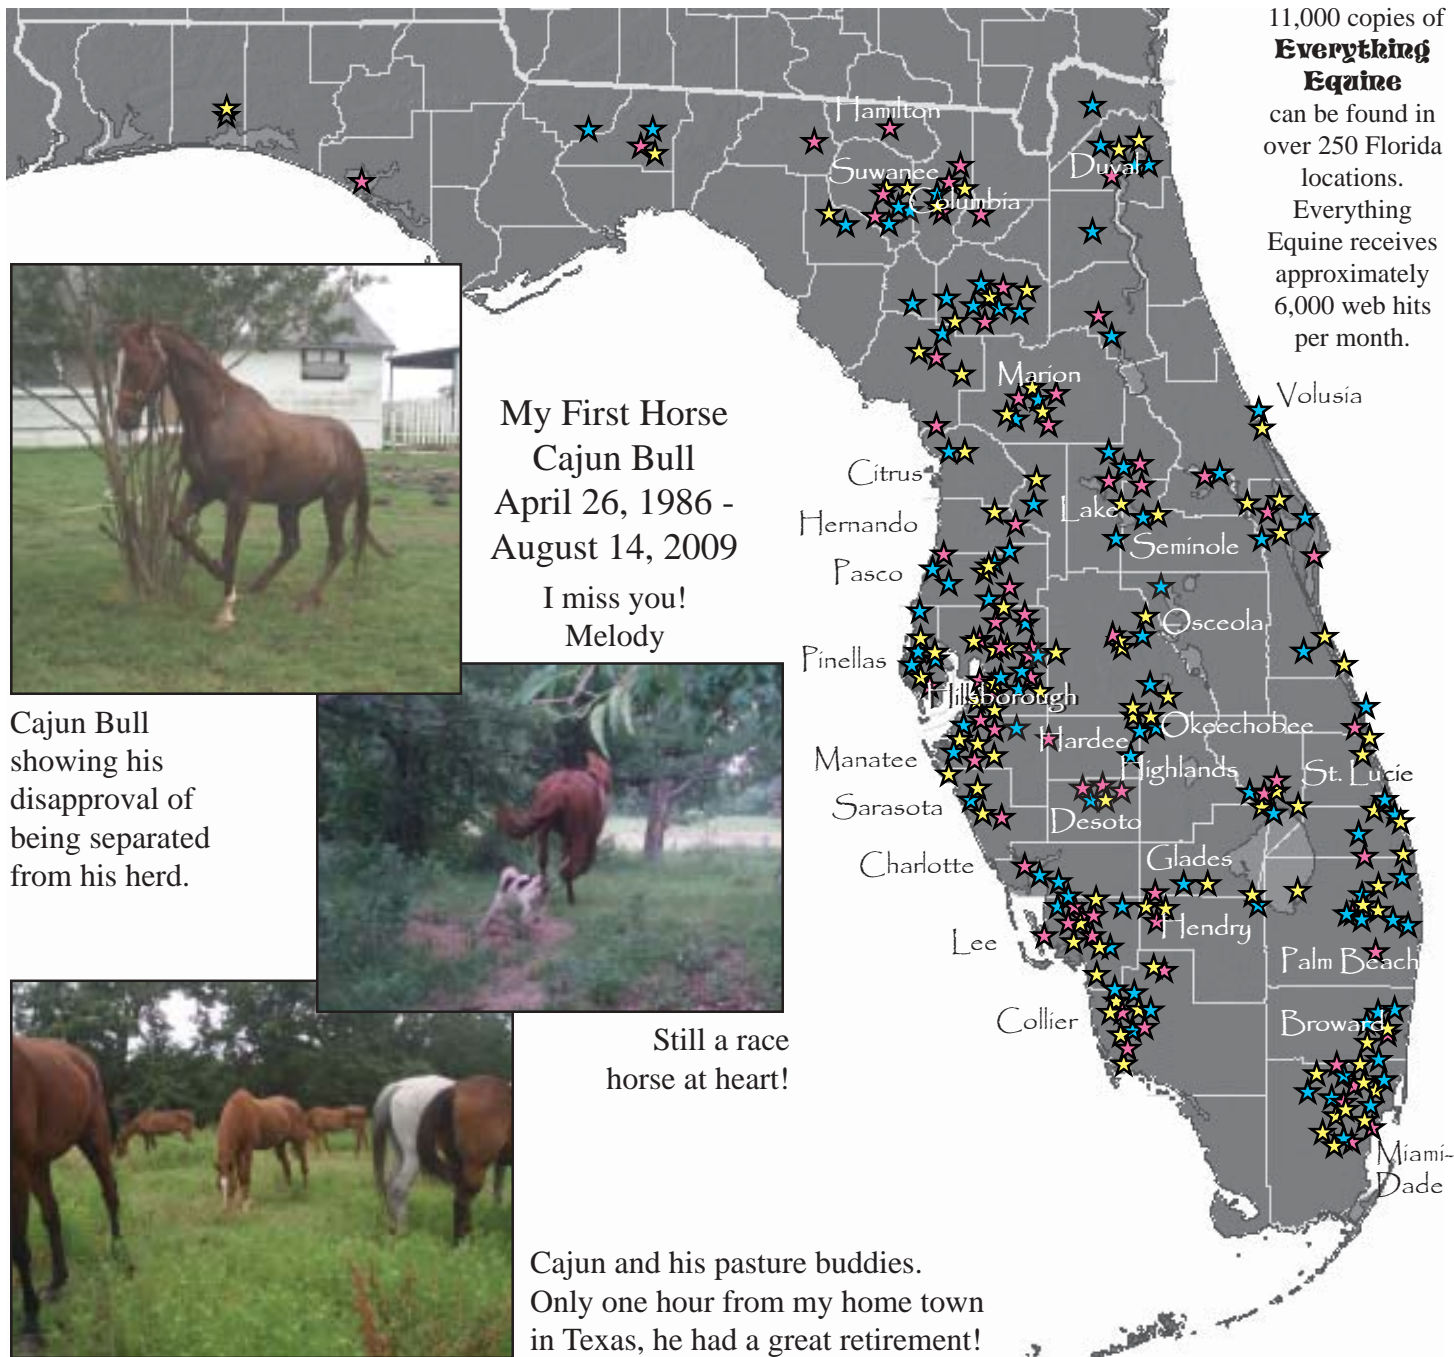 11,000 copies of
Everything
Equine
can be found in
over 250 Florida
locations.
Everything
Equine receives
approximately
6,000 web hits
per month.
Hamilton
Suwanee
Columbia
Duval
Marion
Volusia
Citrus
Hernando
Lake
Seminole
Pasco
Osceola
Pinellas
Hillsborough
Okeechobee
Hardee
Manatee
Highlands
St. Lucie
Sarasota
Desoto
Charlotte
Glades
Hendry
Lee
Palm Beach
Collier
Broward
Miami-
Dade
My First Horse
Cajun Bull
April 26, 1986 -
August 14, 2009
I miss you!
Melody
Cajun Bull
showing his
disapproval of
being separated
from his herd.
Still a race
horse at heart!
Cajun and his pasture buddies.
Only one hour from my home town
in Texas, he had a great retirement!